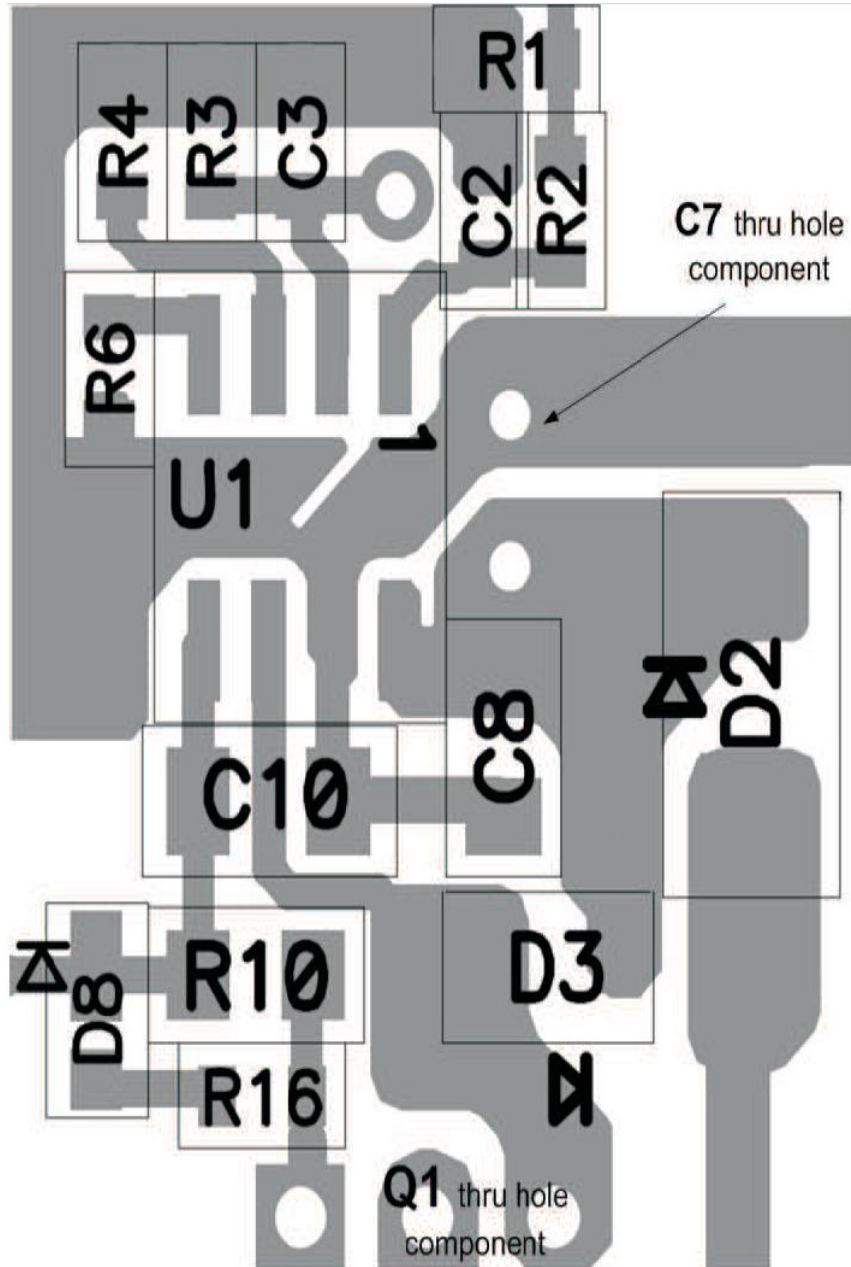 R1
R4
R3
C3
C2
R2
C7 thru hole
component
R6
1
U1
D2
C8
C10
D3
R10
D8
R16
Q1 thru hole
component